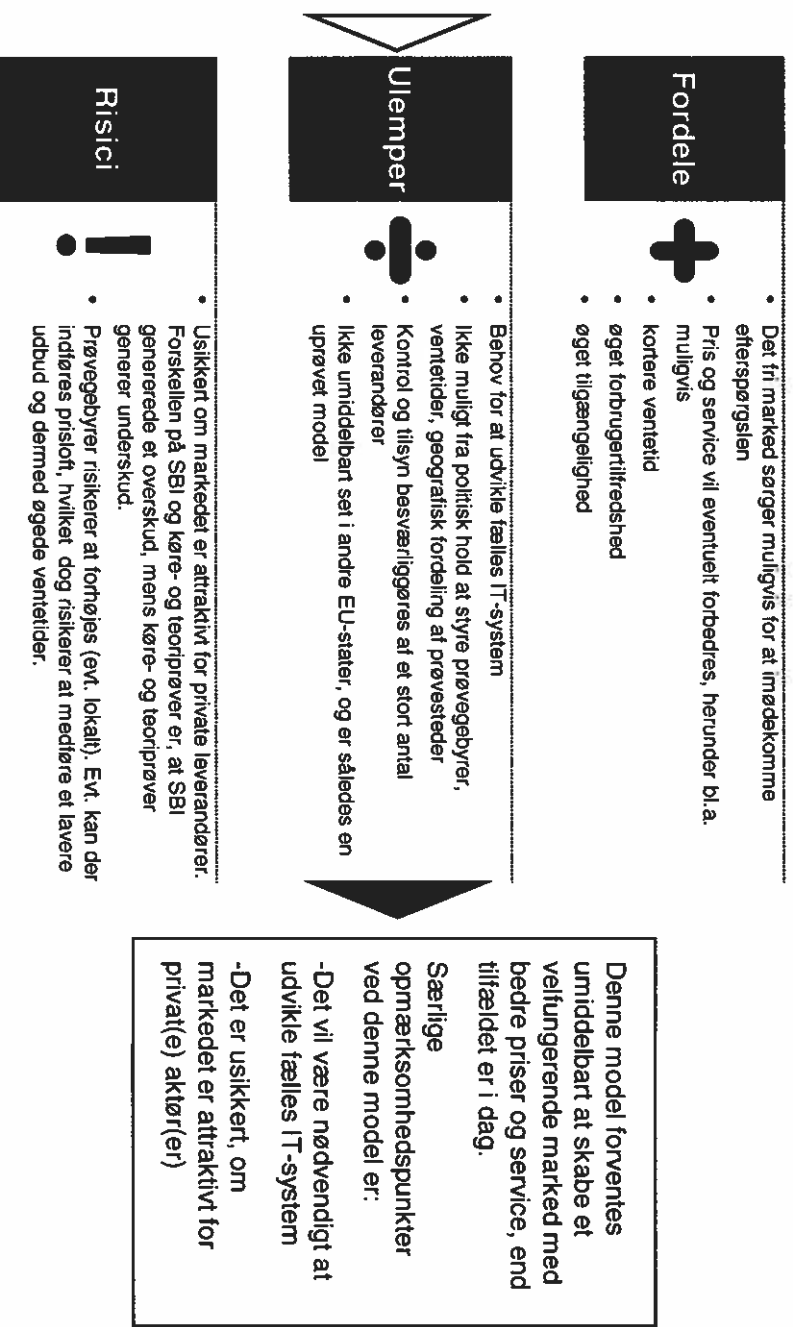 Fordele
• Det fri marked sørger muligvis for at imødekomme
efterspørgslen
• Pris og service vil eventuelt forbedres, herunder bl.a.
muligvis
• kortere ventetid
• øget forbrugertilfredshed
• øget tilgængelighed
Ulemper
• Behov for at udvikle fælles IT-system
• Ikke muligt fra politisk hold at styre prøvegebyrer,
ventetider, geografisk fordeling af prøvesteder
• Kontrol og tilsyn besværliggøres af et stort antal
leverandører
• Ikke umiddelbart set i andre EU-stater, og er således en
uprøvet model
Risici
• Usikkert om markedet er attraktivt for private leverandører.
Forskellen på SBI og køre- og teoriprøver er, at SBI
genererede et overskud, mens køre- og teoriprøver
generer underskud.
• Prøvegebyrer risikerer at forhøjes (evt. lokalt). Evt. kan der
indføres prisloft, hvilket dog risikerer at medføre et lavere
udbud og dermed øgede ventetider.
Denne model forventes
umiddelbart at skabe et
velfungerende marked med
bedre priser og service, end
tilfældet er i dag.
Særlige
opmærksomhedspunkter
ved denne model er:
-Det vil være nødvendigt at
udvikle fælles IT-system
-Det er usikkert, om
markedet er attraktivt for
privat(e) aktør(er)